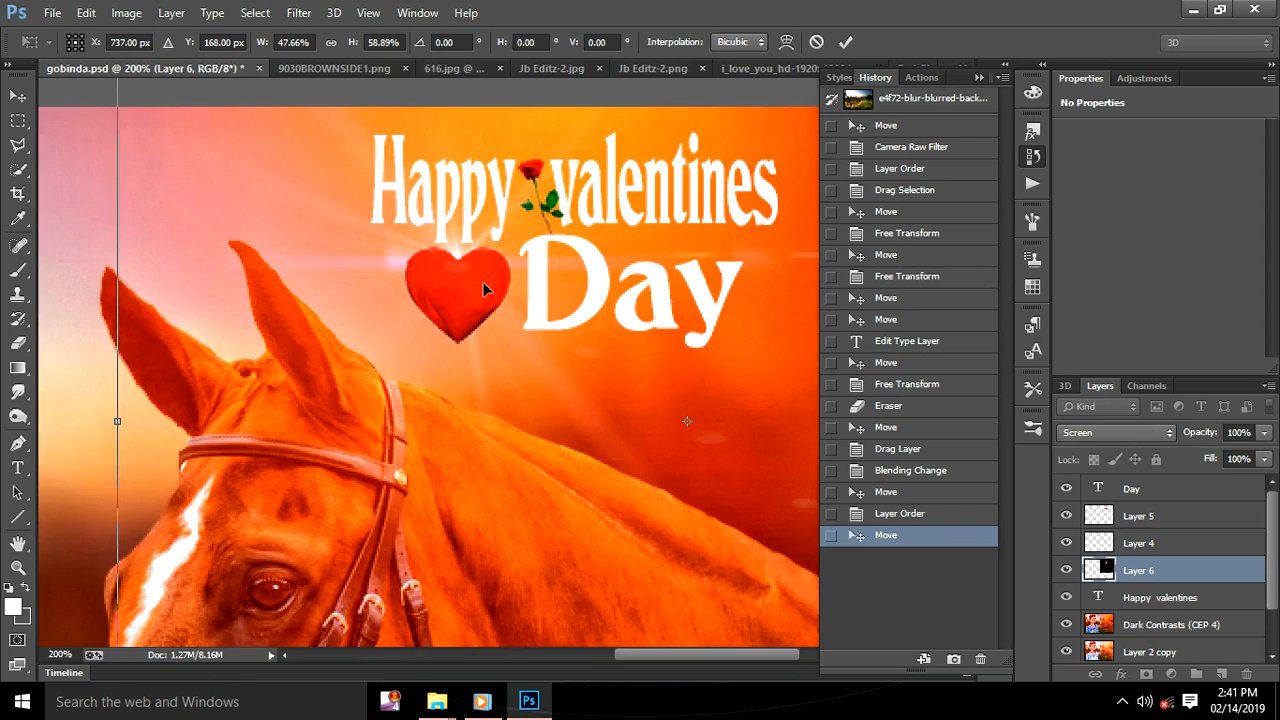 Ps File Edit Image Layer Type Select Filter 3D View Window Help
X: 737.00 px Y: 168.00 px W: 47.66% H: 58.89% 0.00 ° H: 0.00 ° V: 0.00 ° Interpolation: Bicubic 3D
gobinda.psd @ 200% (Layer 6, RGB/8*) * × 9030BROWNSIDE1.png × 616.jpg @ ... × Jb Editz-2.jpg × Jb Editz-2.png × i_love_you_hd-1920
Styles History Actions
e4f72-blur-blurred-back...
Move
Camera Raw Filter
Layer Order
Drag Selection
Move
Free Transform
Move
Free Transform
Move
Move
Edit Type Layer
Move
Free Transform
Eraser
Move
Drag Layer
Blending Change
Move
Layer Order
Move
Properties Adjustments
No Properties
Happy valentines
Day
3D Layers Channels
Kind
Screen Opacity: 100%
Lock: Fill: 100%
Day
Layer 5
Layer 4
Layer 6
Happy valentines
Dark Contrasts (CEP 4)
Layer 2 copy
200% Doc: 1.27M/8.16M
Timeline
Search the web and Windows
Ps
2:41 PM
02/14/2019